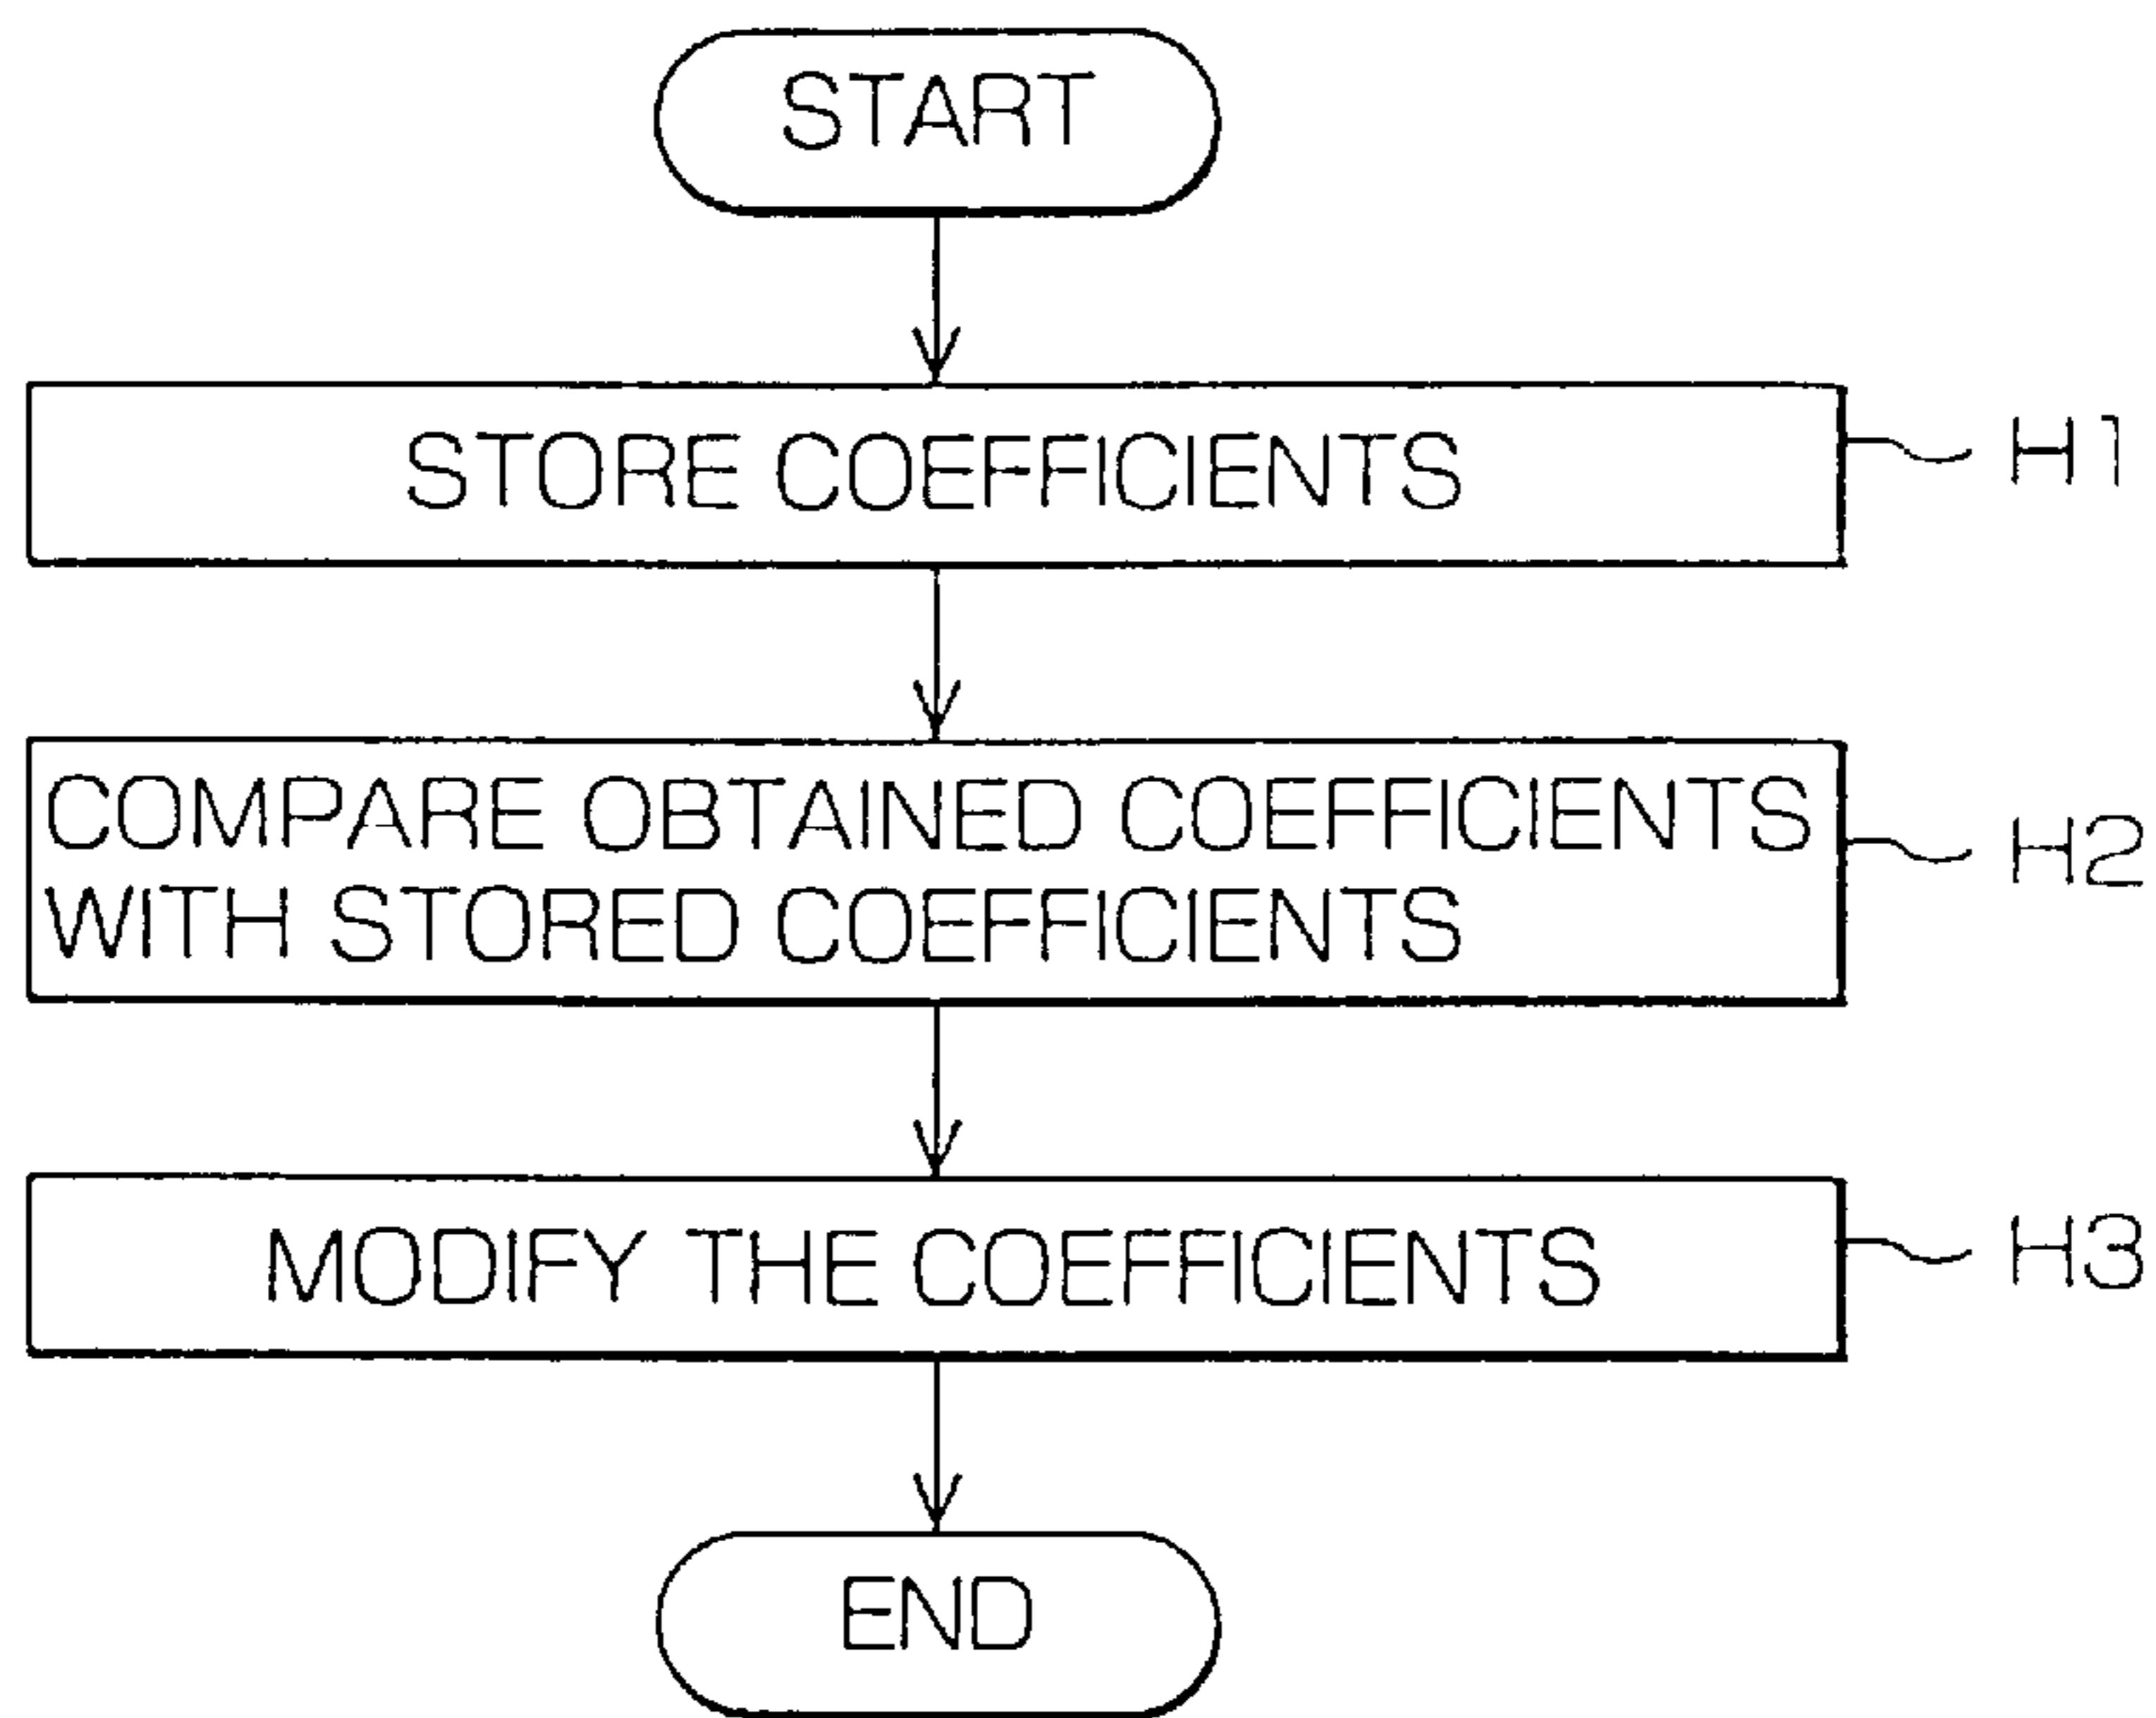 START
STORE COEFFICIENTS
H1
COMPARE OBTAINED COEFFICIENTS
WITH STORED COEFFICIENTS
H2
MODIFY THE COEFFICIENTS
H3
END